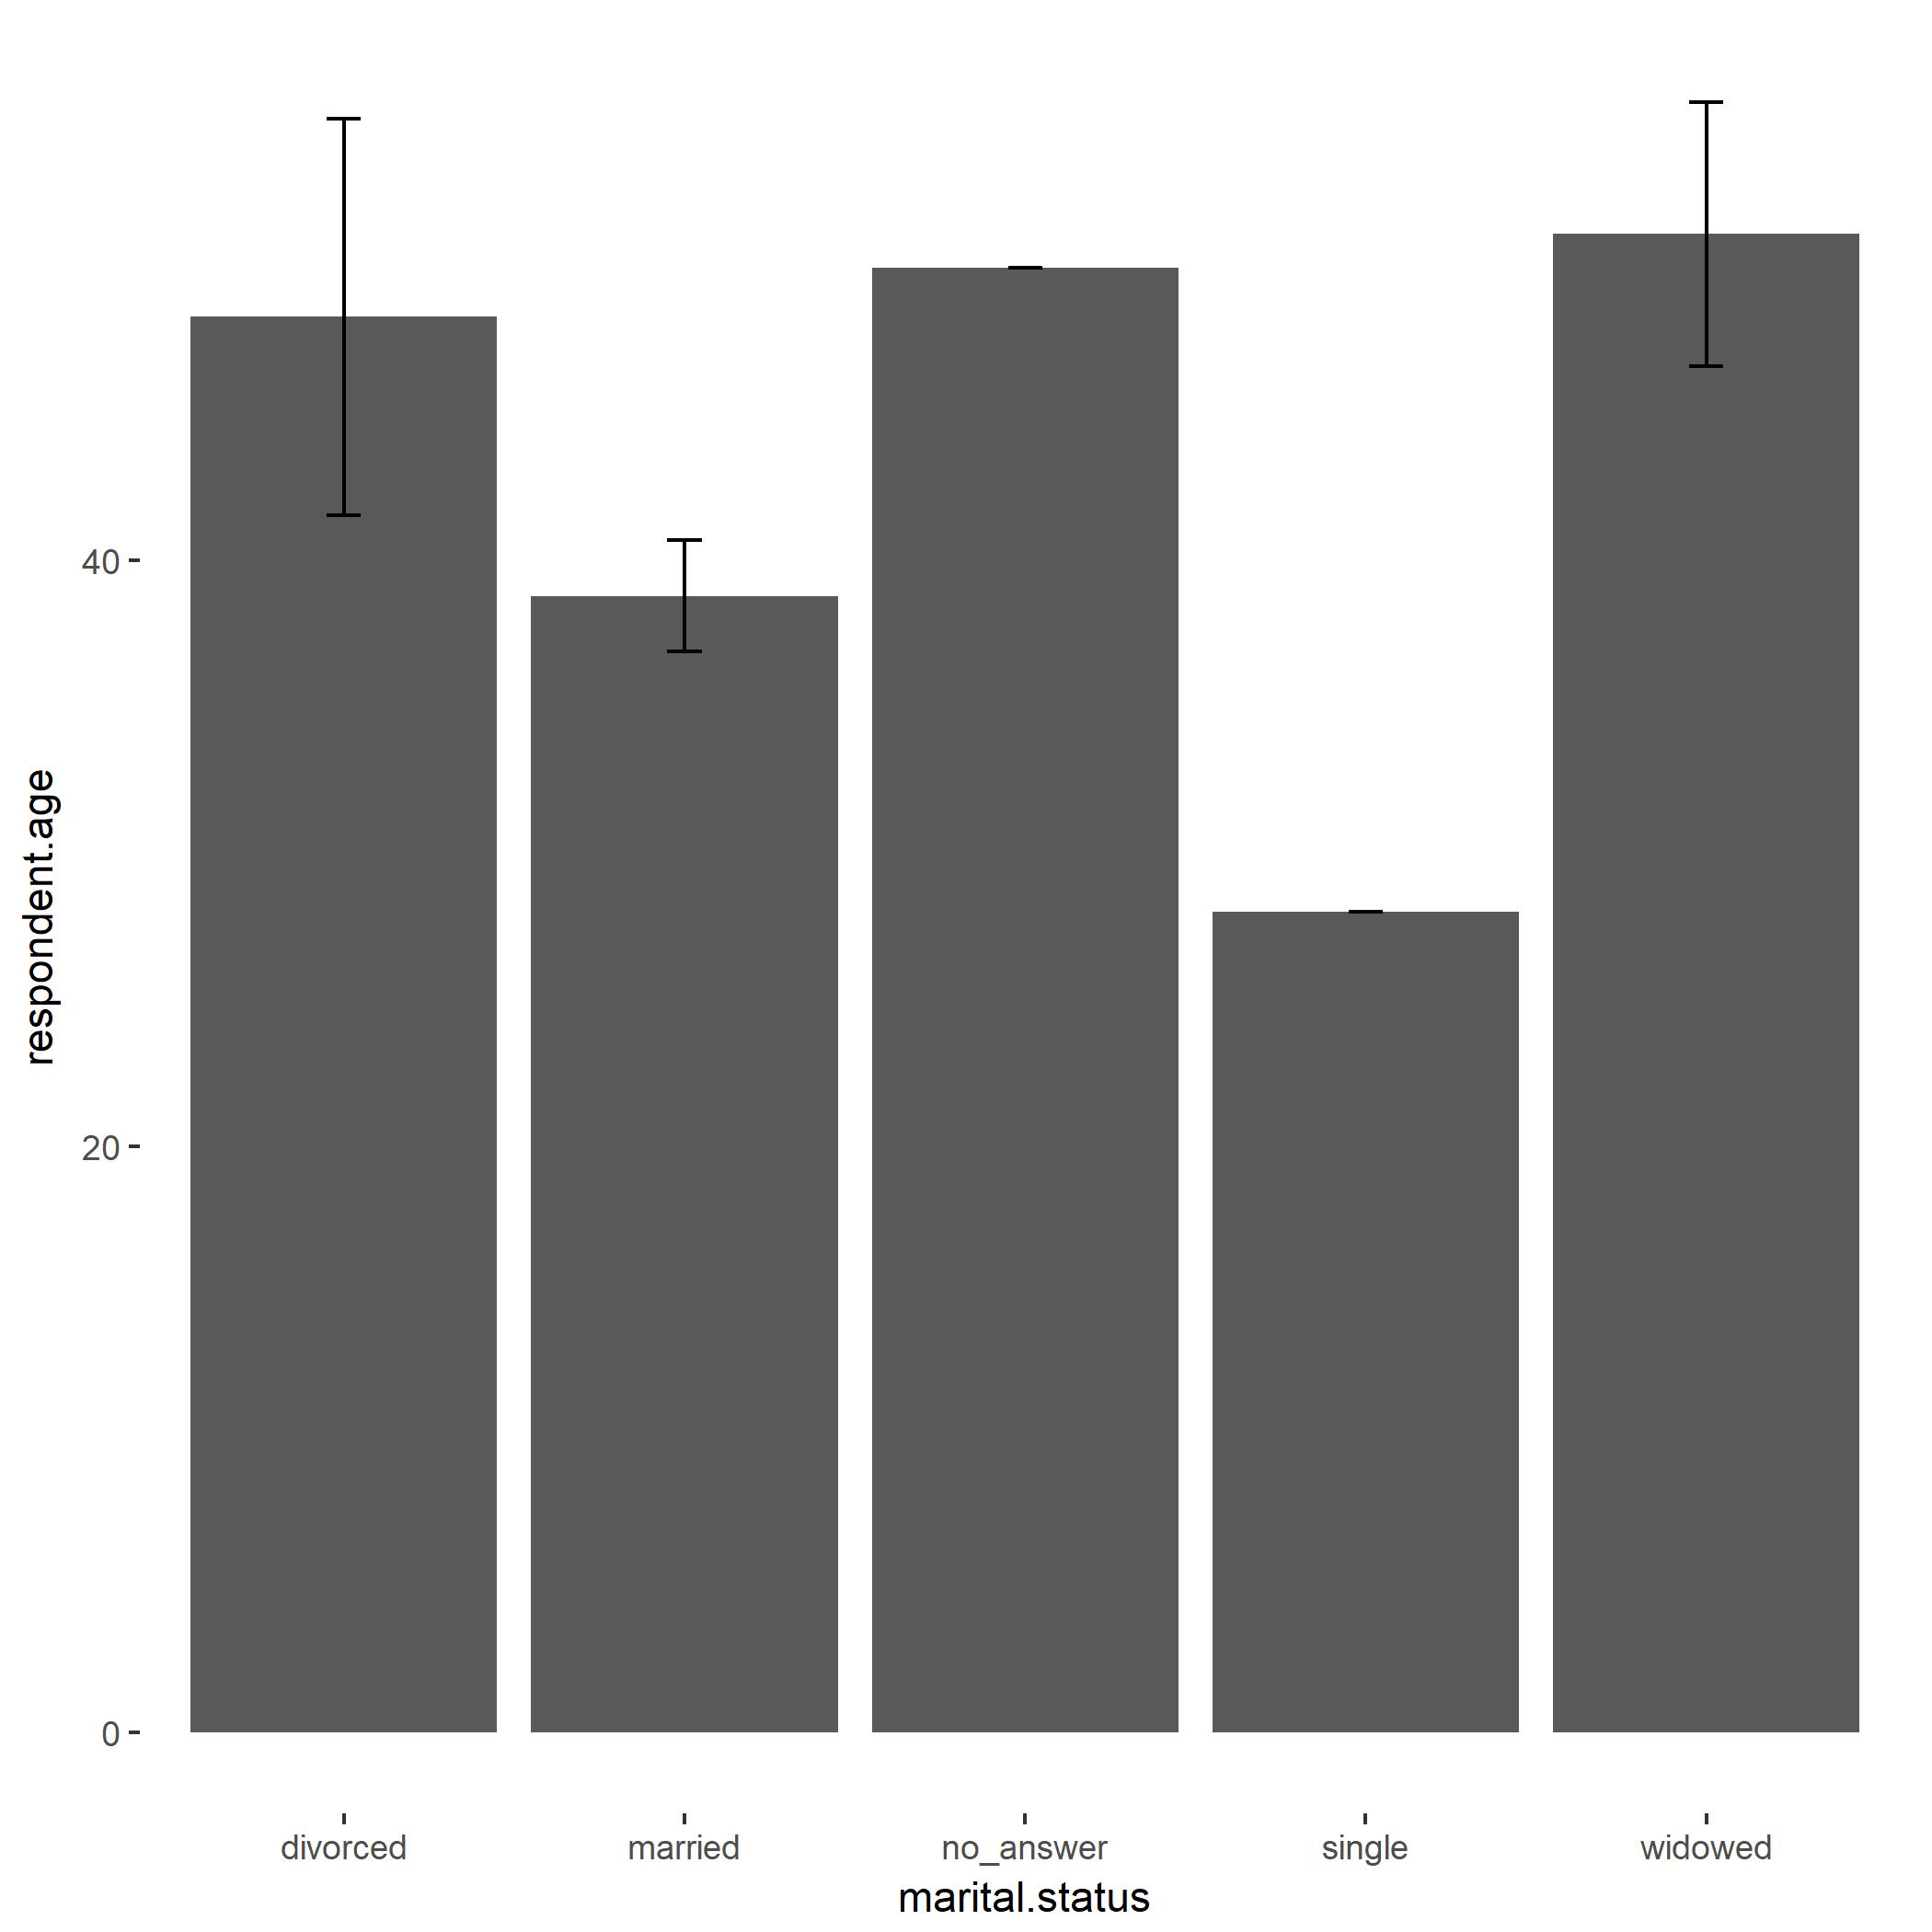 respondent.age
40
20
0
divorced married no_answer single widowed
marital.status